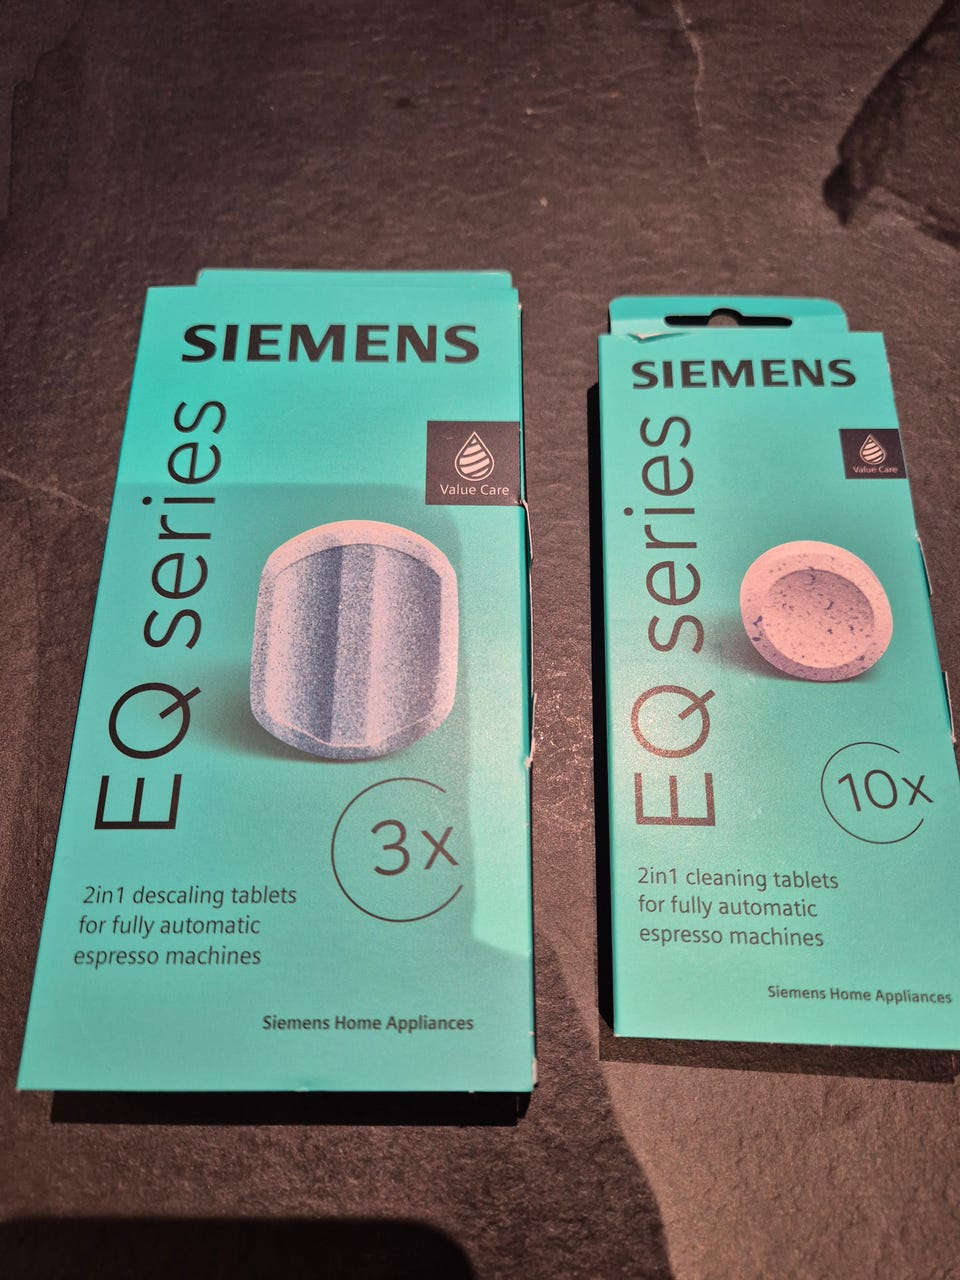 SIEMENS
EQ series
Value Care
3x
2in1 descaling tablets
for fully automatic
espresso machines
Siemens Home Appliances
SIEMENS
EQ series
Value Care
10x
2in1 cleaning tablets
for fully automatic
espresso machines
Siemens Home Appliances